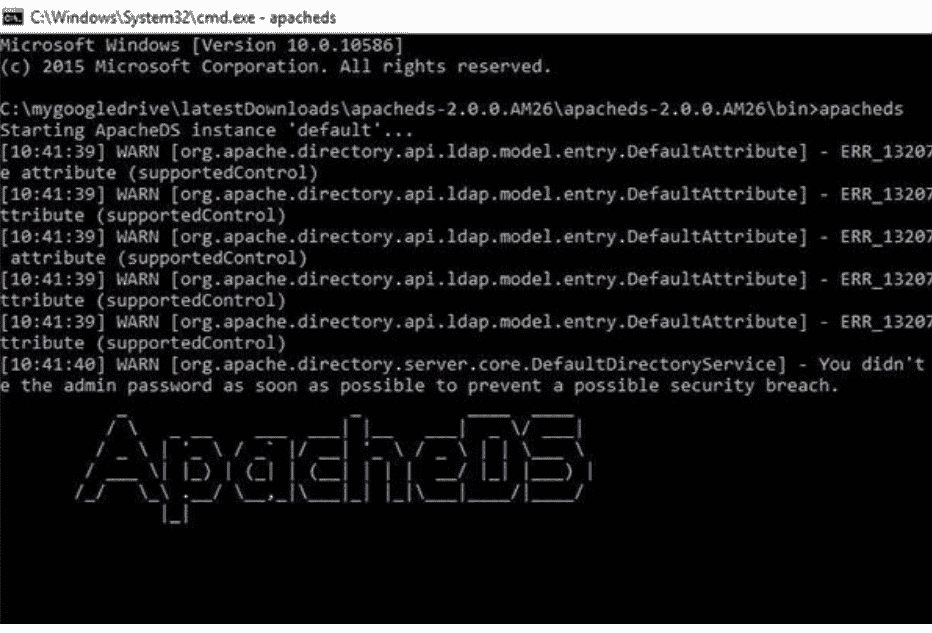 C:\Windows\System32\cmd.exe - apacheds
Microsoft Windows [Version 10.0.10586]
(c) 2015 Microsoft Corporation. All rights reserved.
C:\mygoogledrive\latestDownloads\apacheds-2.0.0.AM26\apacheds-2.0.0.AM26\bin>apacheds
Starting ApacheDS instance 'default'...
[10:41:39] WARN [org.apache.directory.api.ldap.model.entry.DefaultAttribute] - ERR_13207
e attribute (supportedControl)
[10:41:39] WARN [org.apache.directory.api.ldap.model.entry.DefaultAttribute] - ERR_13207
ttribute (supportedControl)
[10:41:39] WARN [org.apache.directory.api.ldap.model.entry.DefaultAttribute] - ERR_13207
attribute (supportedControl)
[10:41:39] WARN [org.apache.directory.api.ldap.model.entry.DefaultAttribute] - ERR_13207
ttribute (supportedControl)
[10:41:39] WARN [org.apache.directory.api.ldap.model.entry.DefaultAttribute] - ERR_13207
ttribute (supportedControl)
[10:41:40] WARN [org.apache.directory.server.core.DefaultDirectoryService] - You didn't
e the admin password as soon as possible to prevent a possible security breach.
ApacheDS